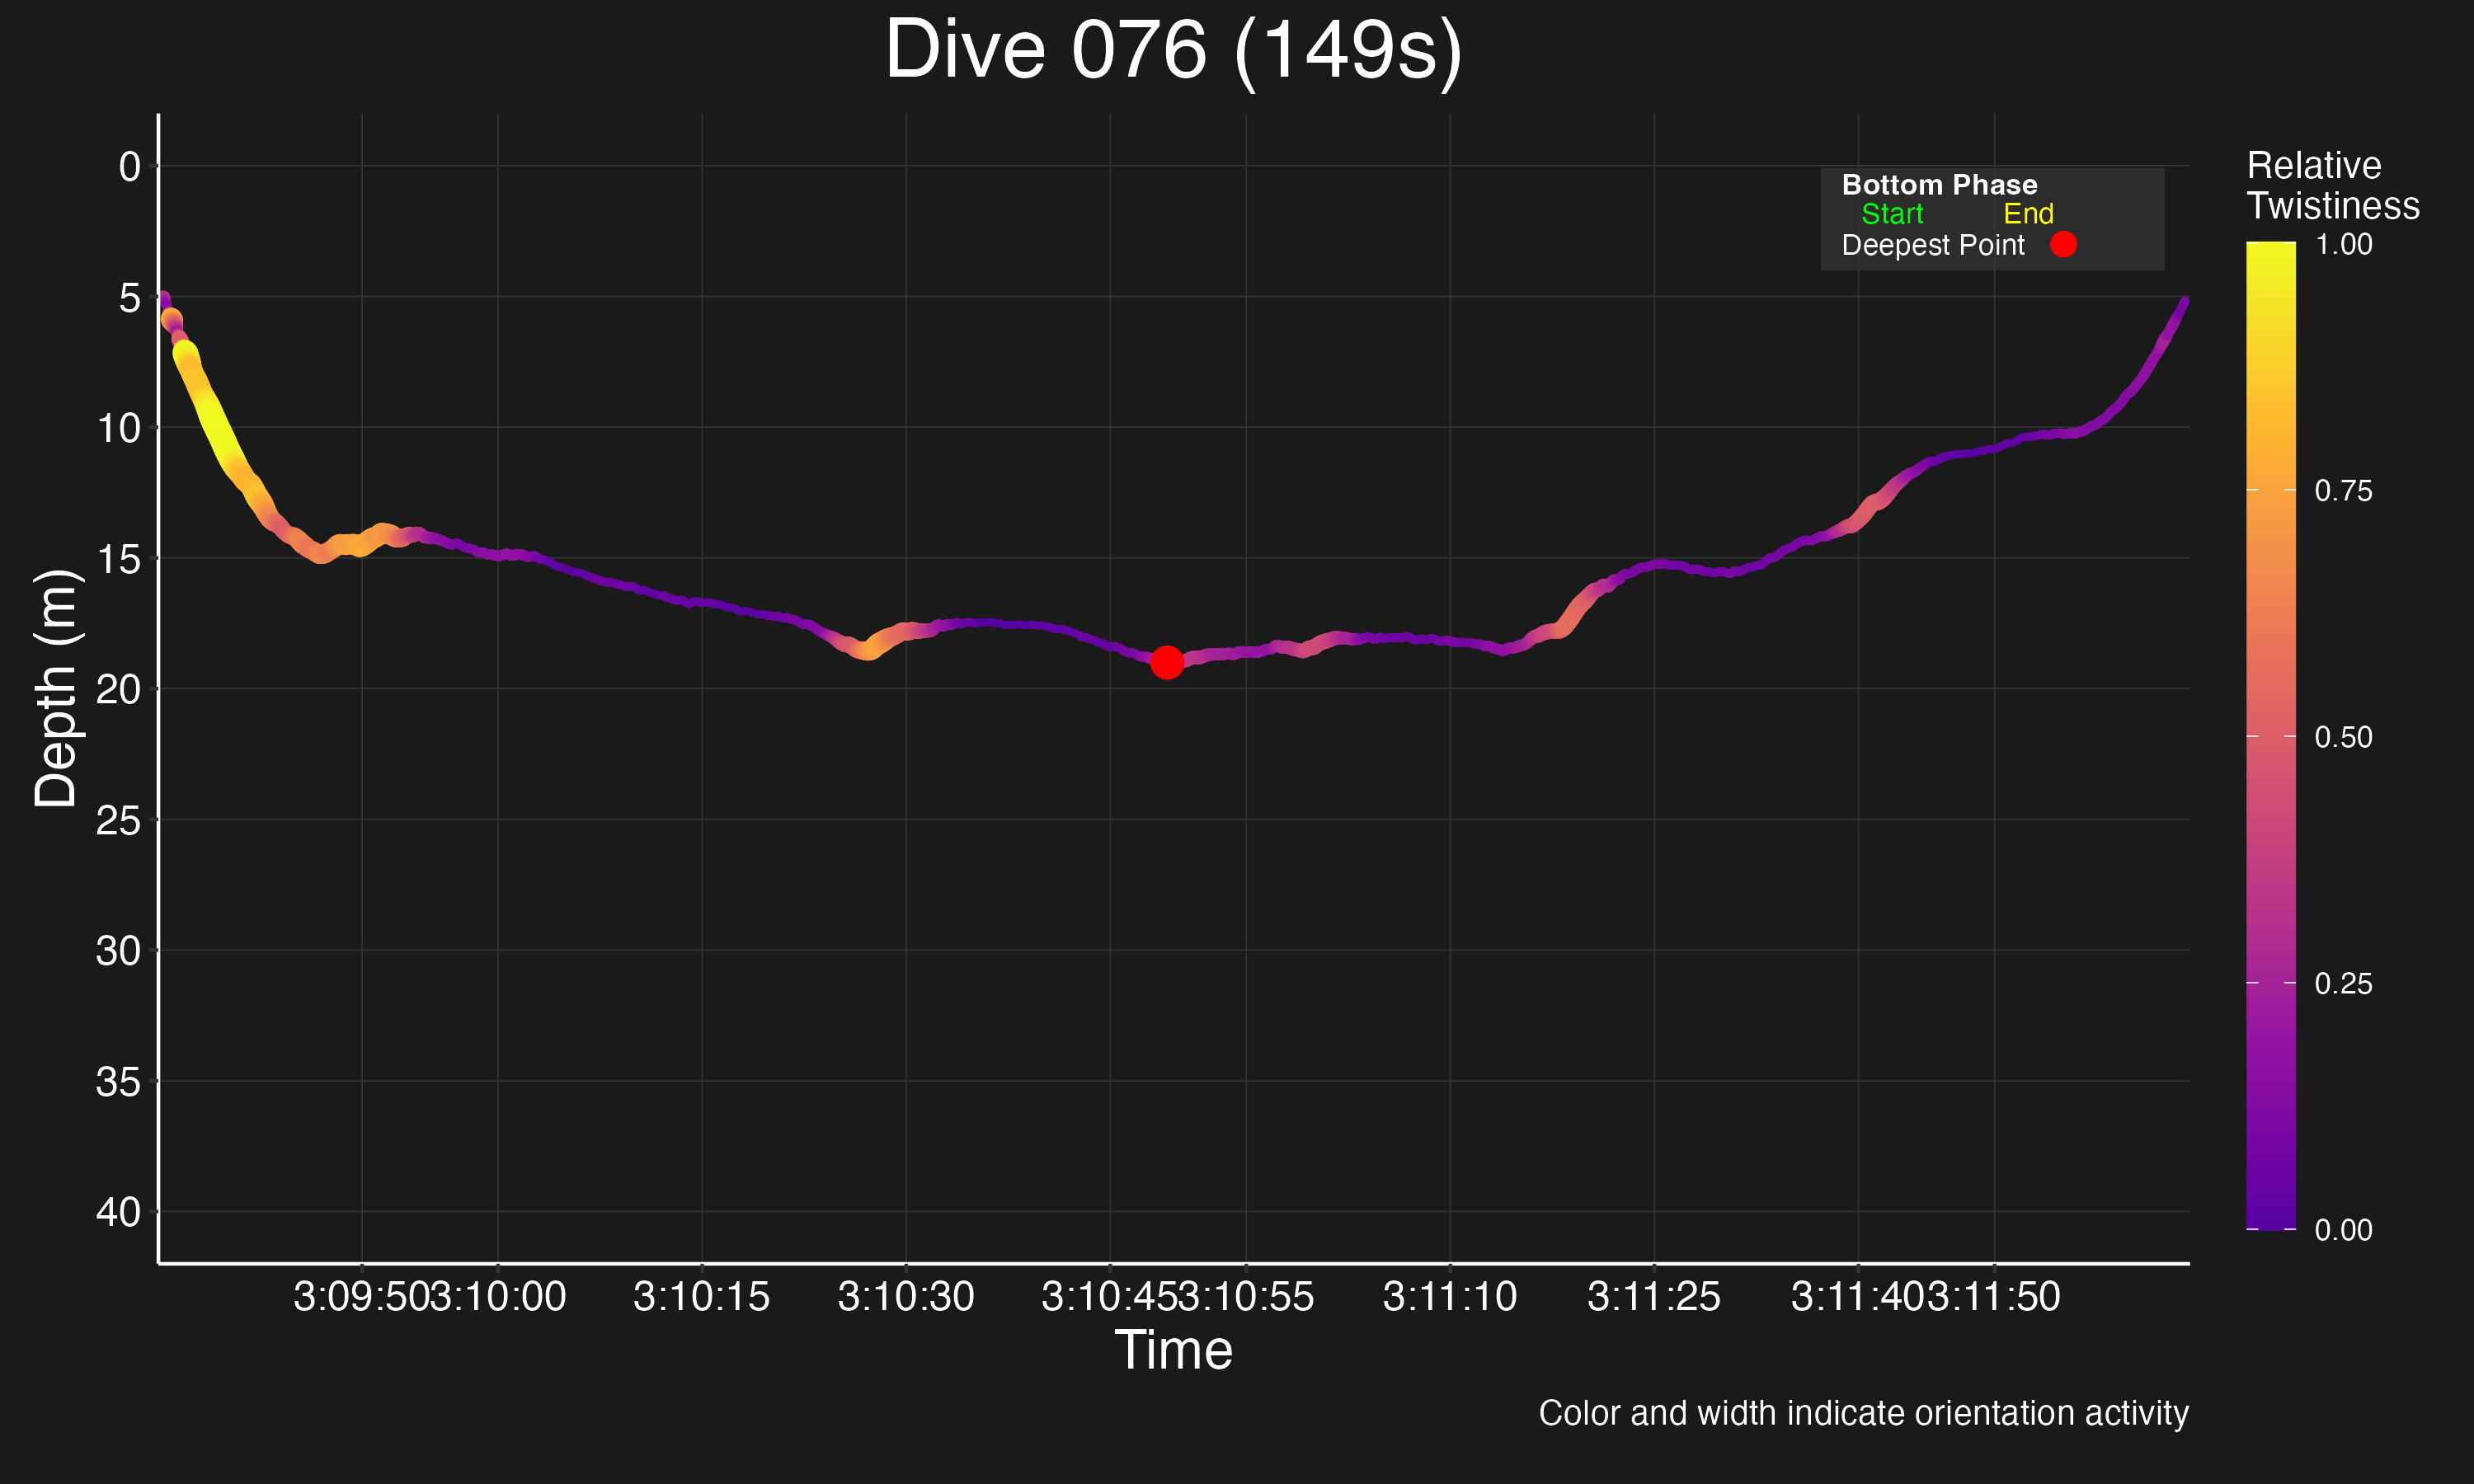 Dive 076 (149s)
Depth (m)
0
5
10
15
20
25
30
35
40
Bottom Phase
Start End
Deepest Point
Relative
Twistiness
1.00
0.75
0.50
0.25
0.00
3:09:50 3:10:00 3:10:15 3:10:30 3:10:45 3:10:55 3:11:10 3:11:25 3:11:40 3:11:50
Time
Color and width indicate orientation activity